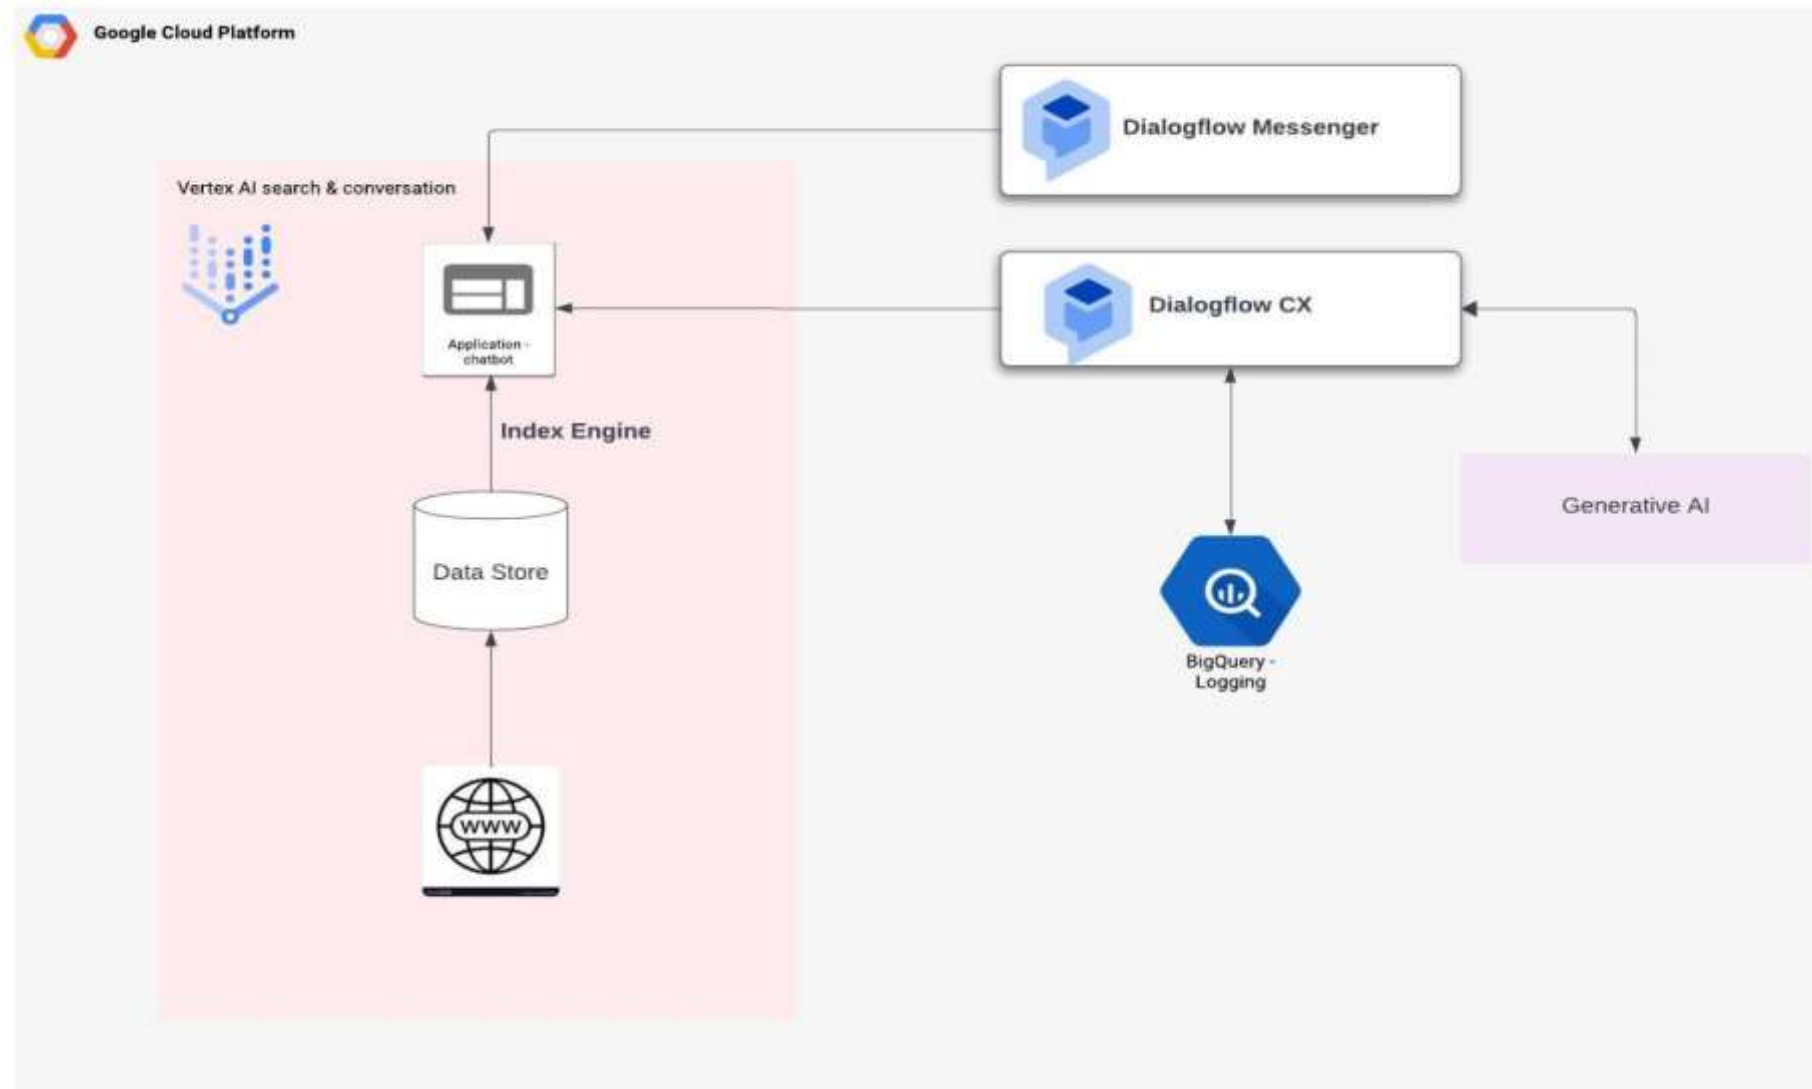 Google Cloud Platform
Dialogflow Messenger
Vertex AI search & conversation
Dialogflow CX
Application -
chatbot
Index Engine
Generative AI
Data Store
BigQuery -
Logging
WWW